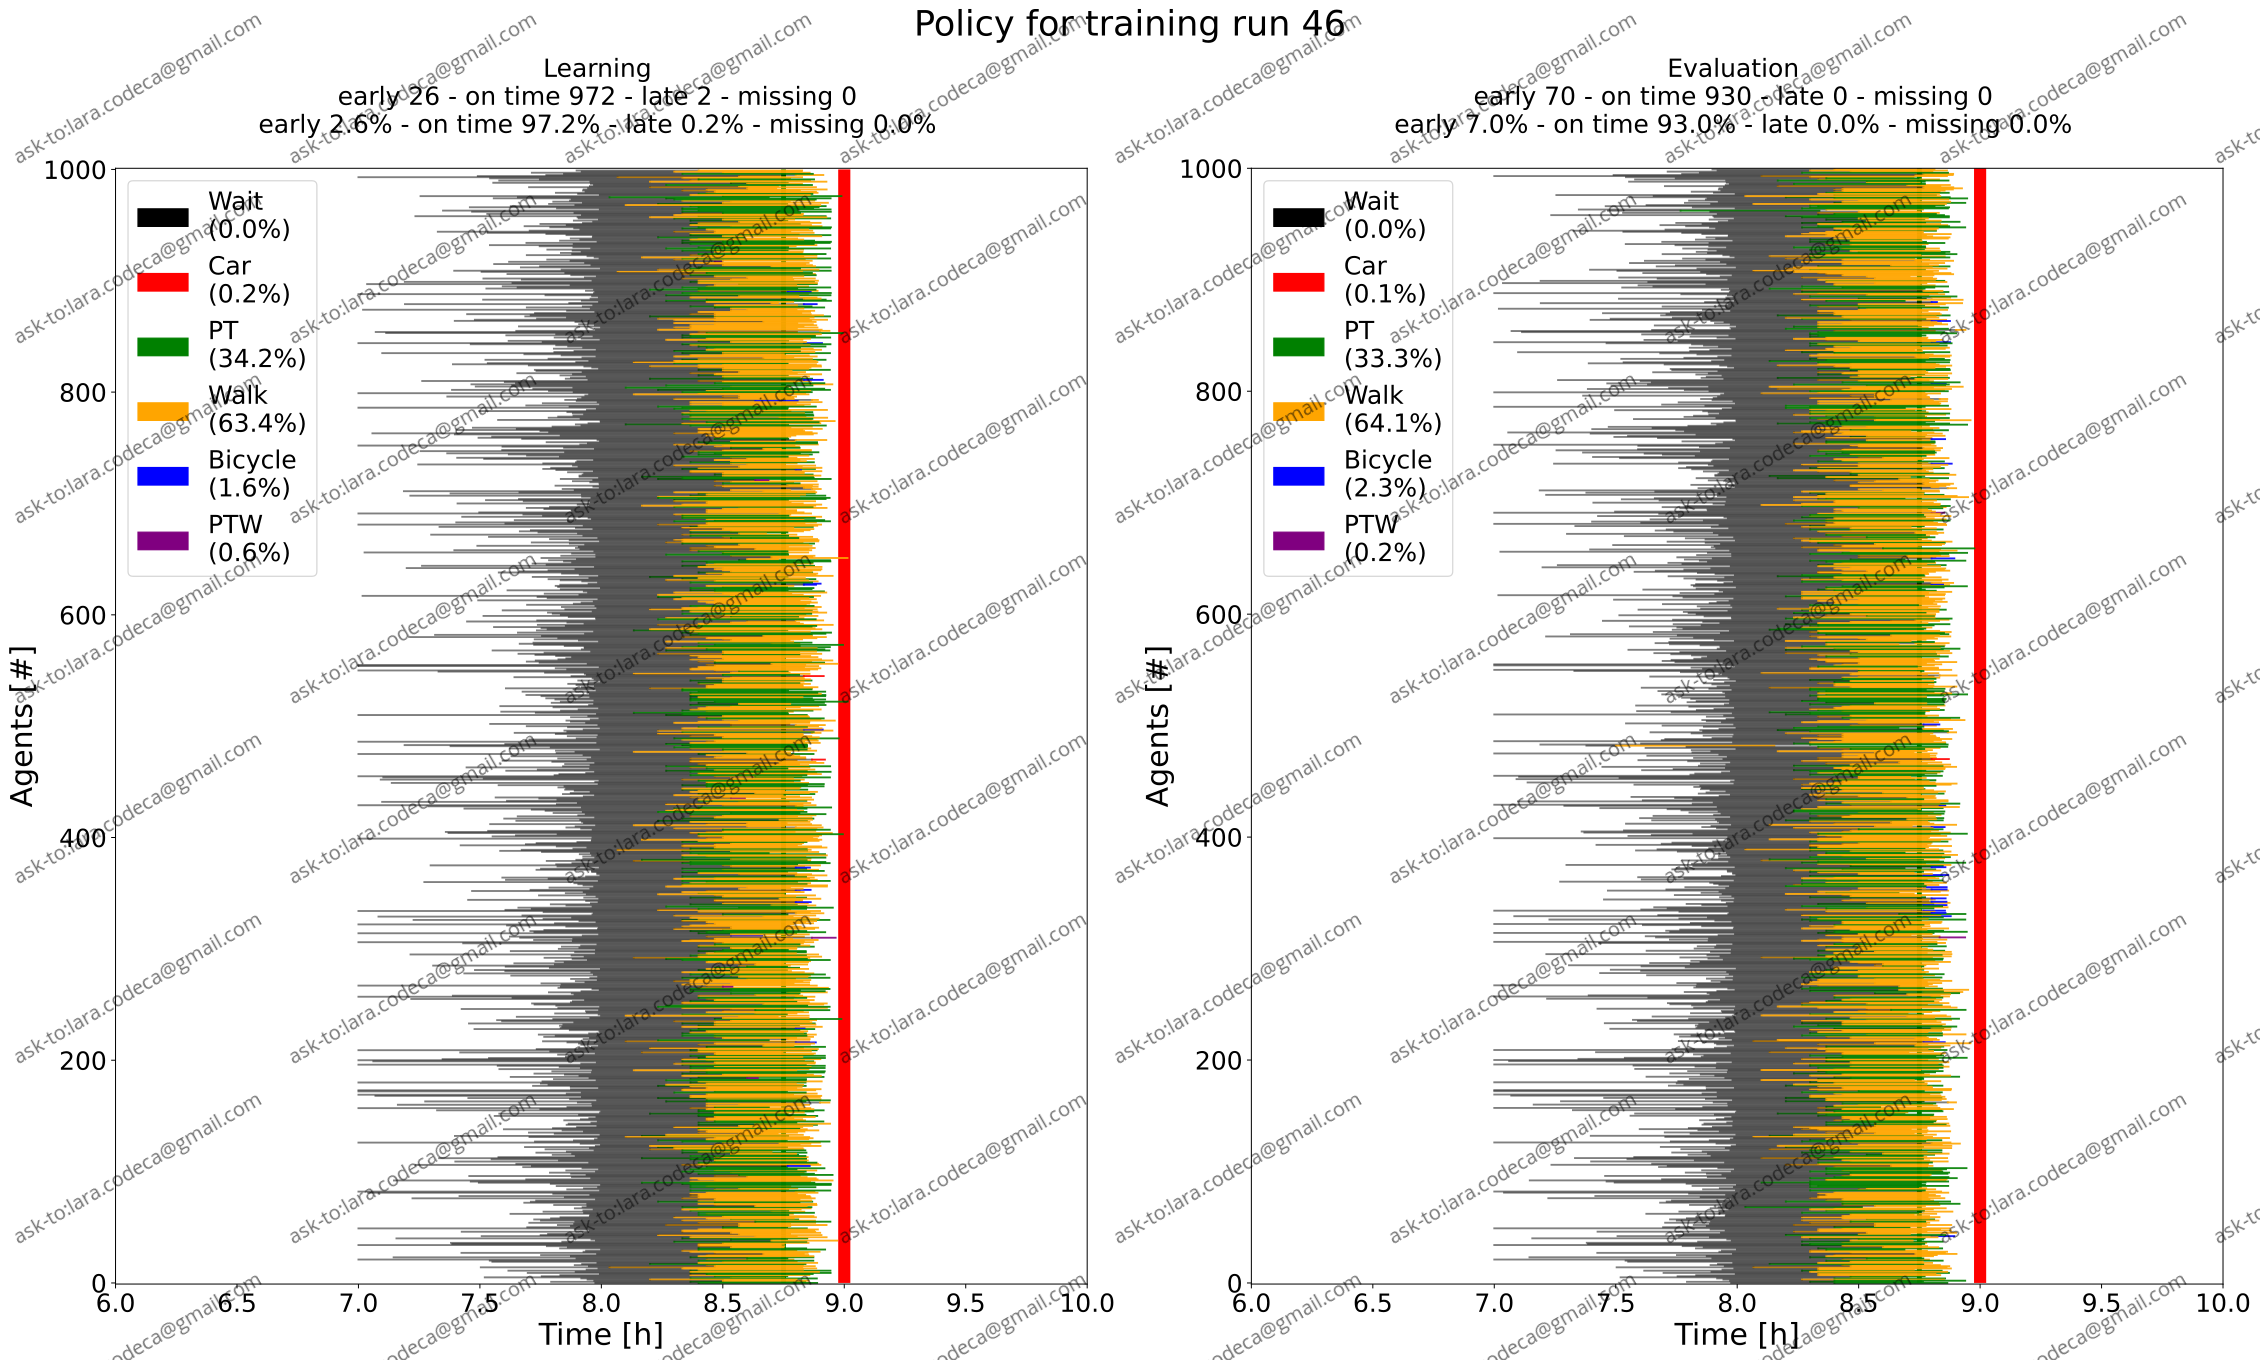 Policy for training run 46
Learning
early 26 - on time 972 - late 2 - missing 0
early 2.6% - on time 97.2% - late 0.2% - missing 0.0%
Agents [#]
1000
800
600
400
200
0
Wait
(0.0%)
Car
(0.2%)
PT
(34.2%)
Walk
(63.4%)
Bicycle
(1.6%)
PTW
(0.6%)
6.0 6.5 7.0 7.5 8.0 8.5 9.0 9.5 10.0
Time [h]
Evaluation
early 70 - on time 930 - late 0 - missing 0
early 7.0% - on time 93.0% - late 0.0% - missing 0.0%
Agents [#]
1000
800
600
400
200
0
Wait
(0.0%)
Car
(0.1%)
PT
(33.3%)
Walk
(64.1%)
Bicycle
(2.3%)
PTW
(0.2%)
6.0 6.5 7.0 7.5 8.0 8.5 9.0 9.5 10.0
Time [h]
ask-to:lara.codeca@gmail.com